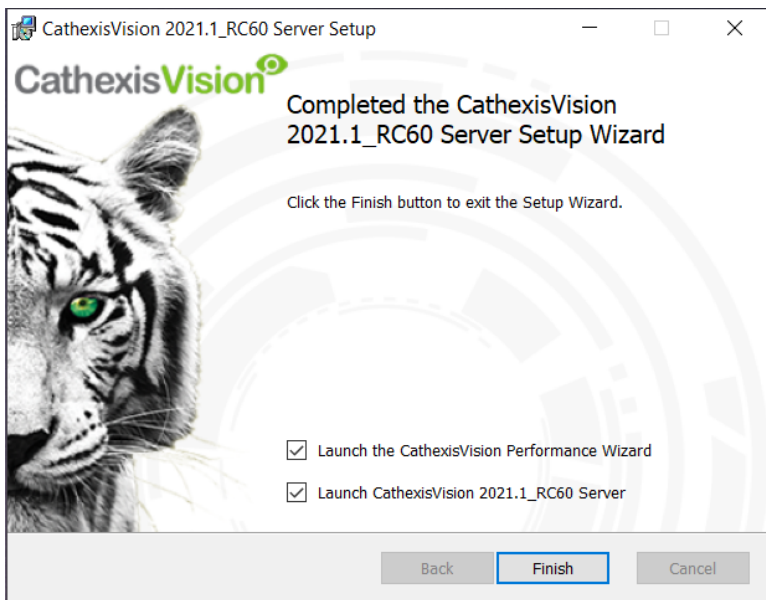 CathexisVision 2021.1_RC60 Server Setup
CathexisVision
Completed the CathexisVision
2021.1_RC60 Server Setup Wizard
Click the Finish button to exit the Setup Wizard.
Launch the CathexisVision Performance Wizard
Launch CathexisVision 2021.1_RC60 Server
Back
Finish
Cancel